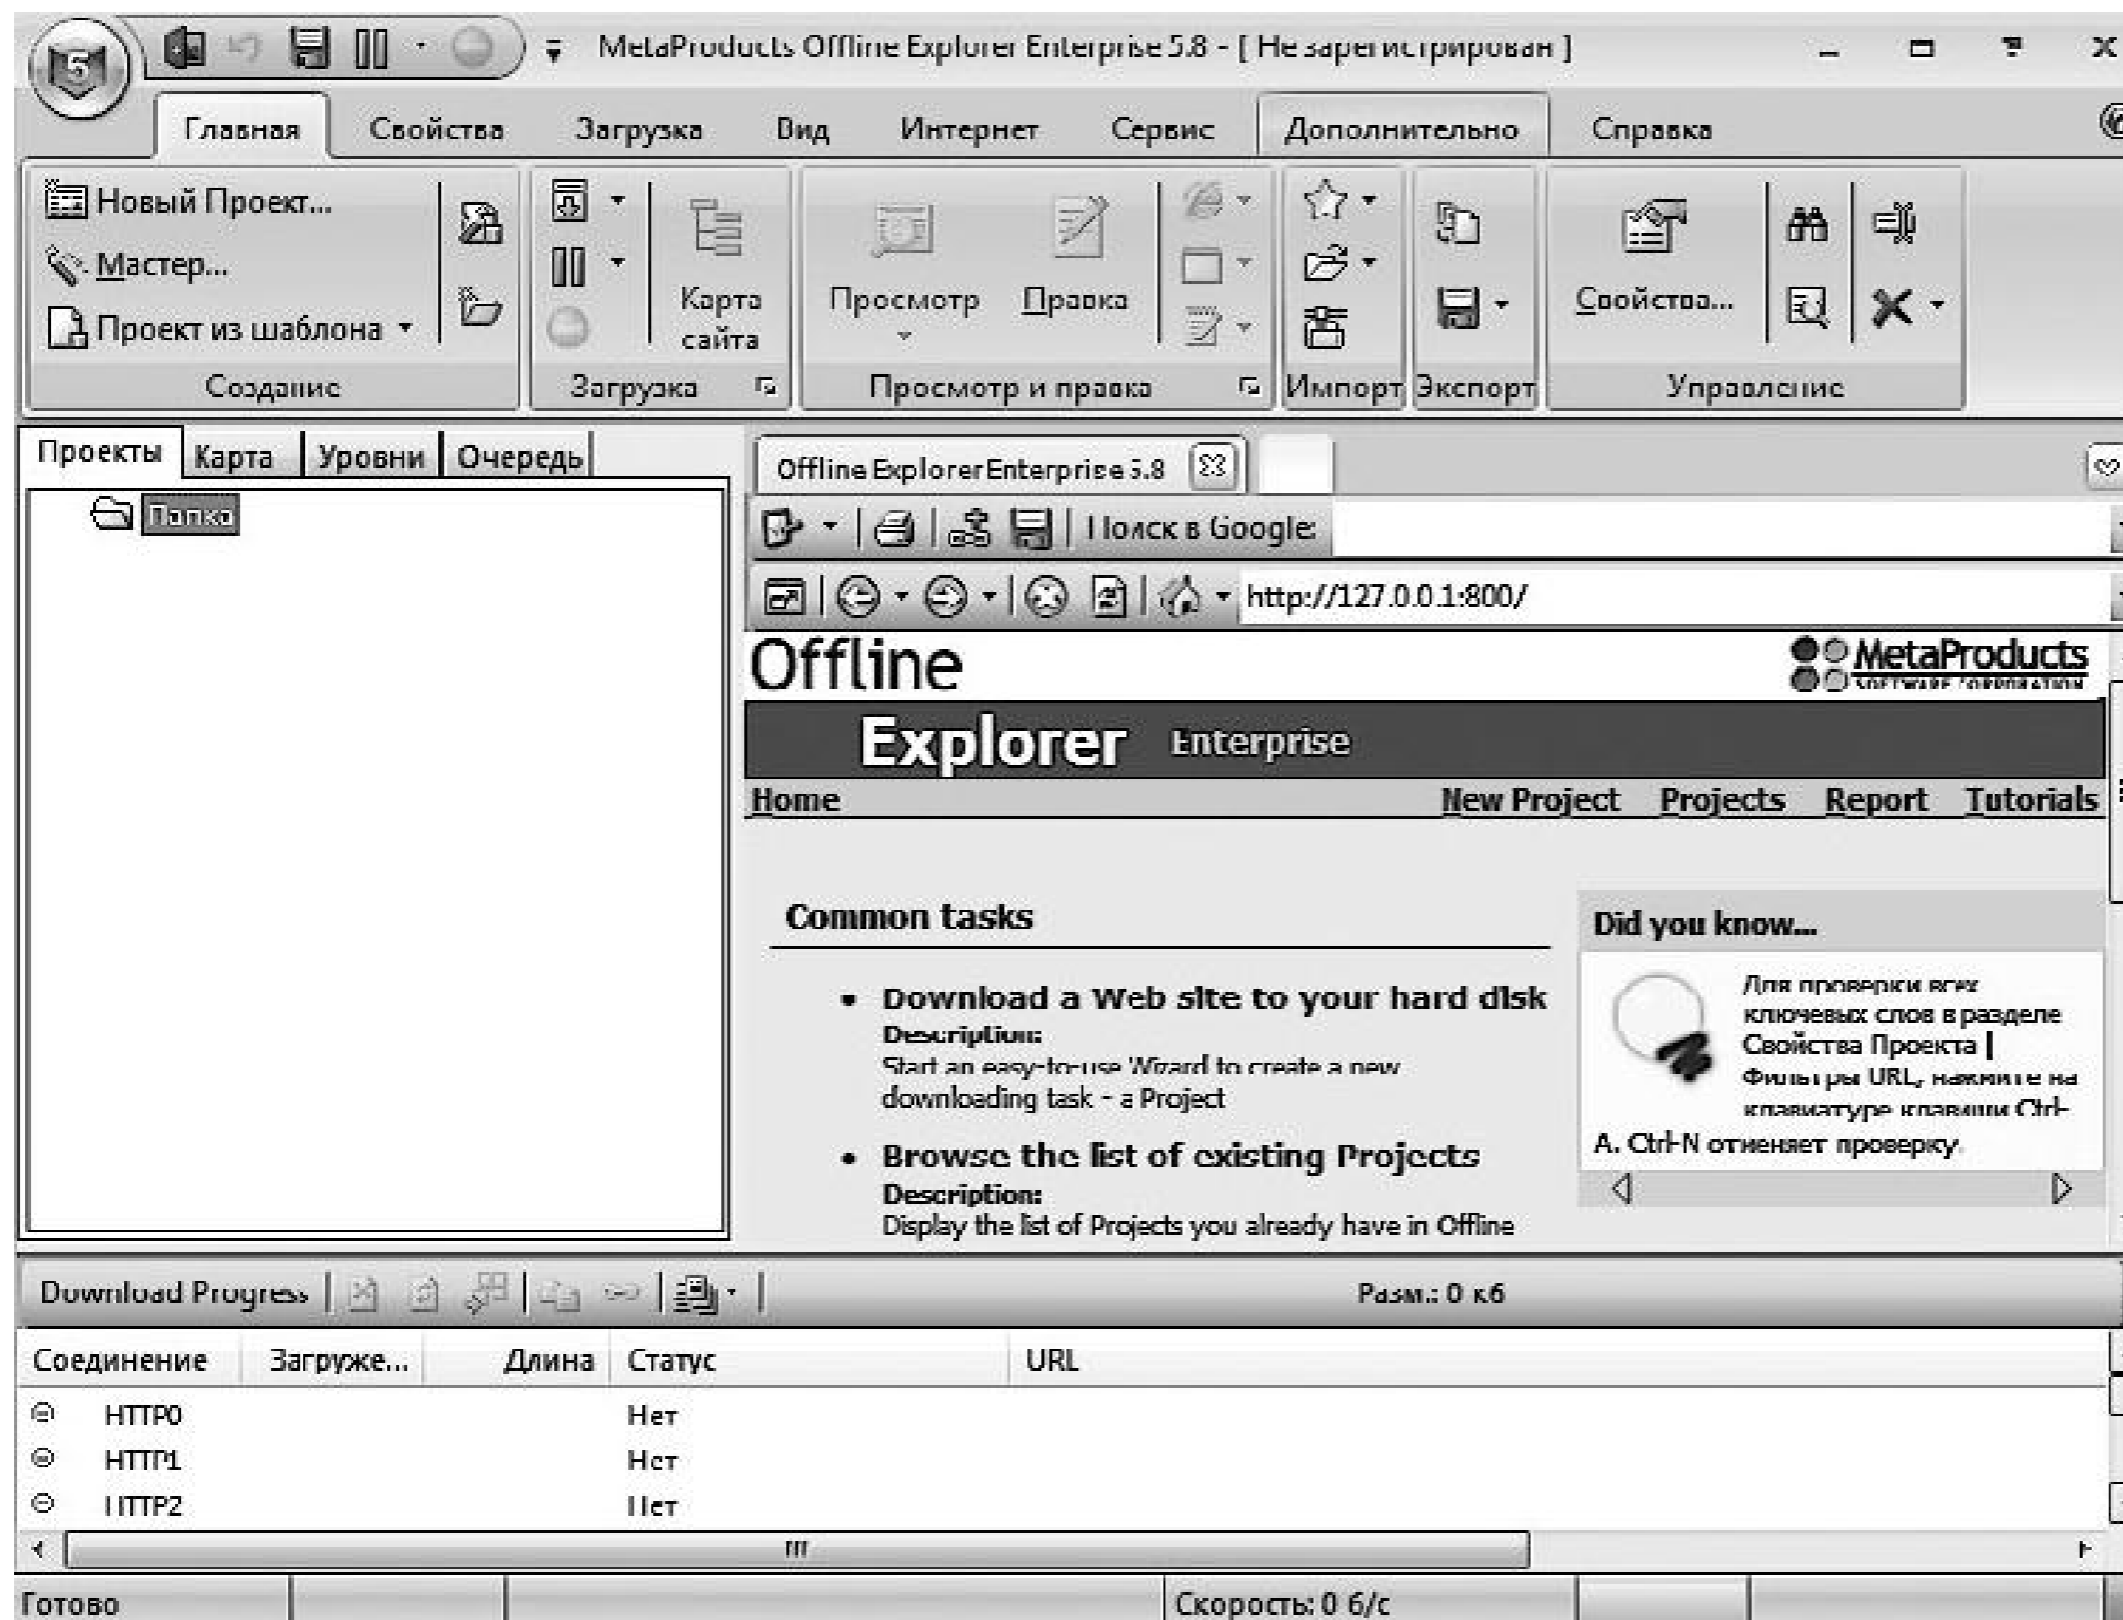 5 MetaProducts Offline Explorer Enterprise 5.8 - [ Не зарегистрирован ]
Главная Свойства Загрузка Вид Интернет Сервис Дополнительно Справка
Новый Проект...
Мастер...
Проект из шаблона
Карта сайта
Просмотр Правка
Свойства...
Создание Загрузка Просмотр и правка Импорт Экспорт Управление
Проекты Карта Уровни Очередь
Папка
Offline Explorer Enterprise 5.8
Поиск в Google:
http://127.0.0.1:800/
Offline
MetaProducts
SOFTWARE CORPORATION
Explorer Enterprise
Home New Project Projects Report Tutorials
Common tasks
• Download a Web site to your hard disk
Description:
Start an easy-to-use Wizard to create a new
downloading task - a Project
• Browse the list of existing Projects
Description:
Display the list of Projects you already have in Offline
Did you know...
Для проверки всех
ключевых слов в разделе
Свойства Проекта |
Фильтры URL, нажмите на
клавиатуре клавиши Ctrl-
A. Ctrl-N отменяет проверку.
Download Progress Разм.: 0 кб
Соединение Загруже... Длина Статус URL
HTTP0 Нет
HTTP1 Нет
HTTP2 Нет
Готово Скорость: 0 б/с